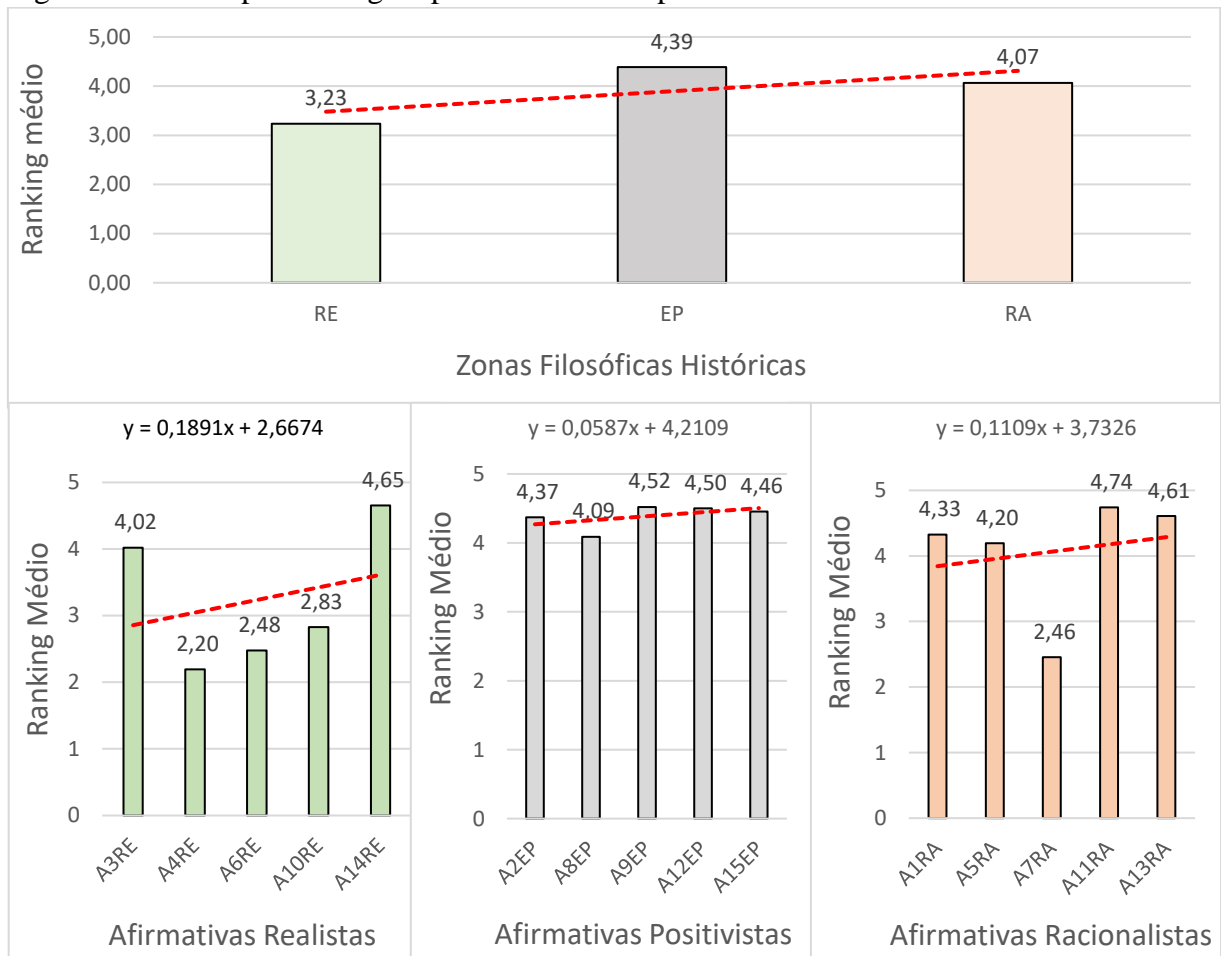 5,00
4,00
3,00
2,00
1,00
0,00
Ranking médio
3,23
4,39
4,07
RE
EP
RA
Zonas Filosóficas Históricas
y = 0,1891x + 2,6674
5
4
3
2
1
0
Ranking Médio
4,02
2,20
2,48
2,83
4,65
A3RE
A4RE
A6RE
A10RE
A14RE
Afirmativas Realistas
y = 0,0587x + 4,2109
5
4
3
2
1
0
Ranking Médio
4,37
4,09
4,52
4,50
4,46
A2EP
A8EP
A9EP
A12EP
A15EP
Afirmativas Positivistas
y = 0,1109x + 3,7326
5
4
3
2
1
0
Ranking Médio
4,33
4,20
2,46
4,74
4,61
A1RA
A5RA
A7RA
A11RA
A13RA
Afirmativas Racionalistas